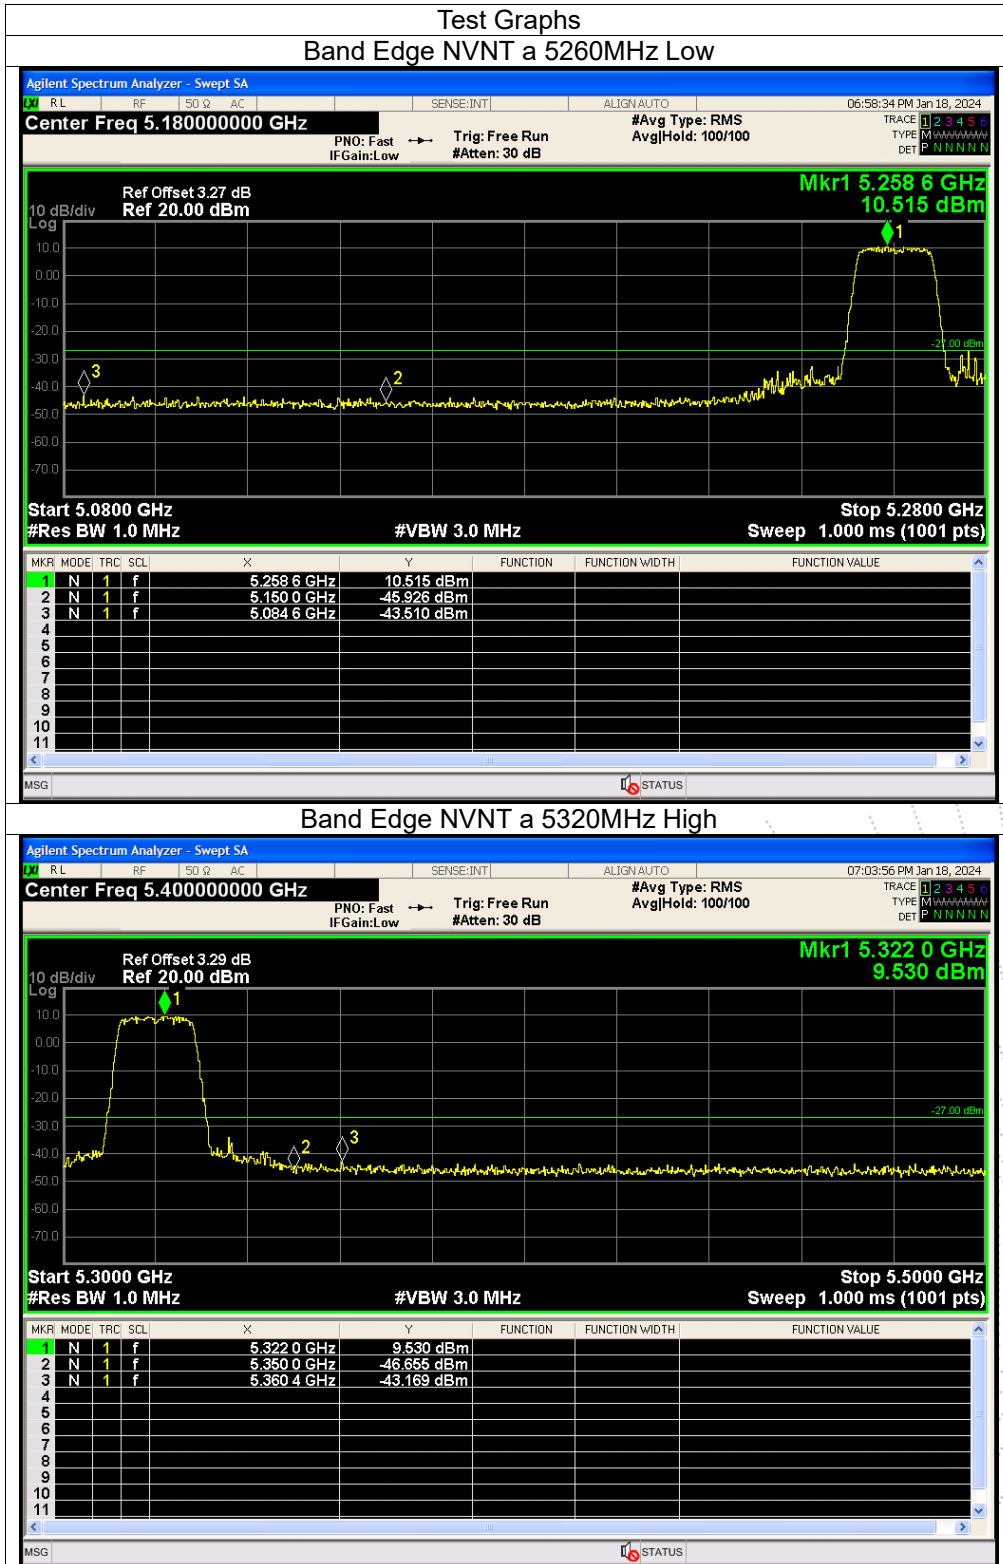 Test Graphs
Band Edge NVNT a 5260MHz Low
Agilent Spectrum Analyzer - Swept SA
LXI RL RF 50 Ω AC SENSE:INT ALIGN AUTO 06:58:34 PM Jan 18, 2024
Center Freq 5.180000000 GHz #Avg Type: RMS TRACE 1 2 3 4 5 6
PNO: Fast Trig: Free Run Avg|Hold: 100/100 TYPE M
IFGain:Low #Atten: 30 dB DET P N N N N N
Mkr1 5.258 6 GHz
Ref Offset 3.27 dB
10 dB/div Ref 20.00 dBm 10.515 dBm
Log
1
10.0
0.00
-10.0
-20.0
-27.00 dBm
-30.0
3
2
-40.0
-50.0
-60.0
-70.0
Start 5.0800 GHz Stop 5.2800 GHz
#Res BW 1.0 MHz #VBW 3.0 MHz Sweep 1.000 ms (1001 pts)
MKR MODE TRC SCL X Y FUNCTION FUNCTION WIDTH FUNCTION VALUE
1 N 1 f 5.258 6 GHz 10.515 dBm
2 N 1 f 5.150 0 GHz -45.926 dBm
3 N 1 f 5.084 6 GHz -43.510 dBm
4
5
6
7
8
9
10
11
MSG STATUS
Band Edge NVNT a 5320MHz High
Agilent Spectrum Analyzer - Swept SA
LXI RL RF 50 Ω AC SENSE:INT ALIGN AUTO 07:03:56 PM Jan 18, 2024
Center Freq 5.400000000 GHz #Avg Type: RMS TRACE 1 2 3 4 5 6
PNO: Fast Trig: Free Run Avg|Hold: 100/100 TYPE M
IFGain:Low #Atten: 30 dB DET P N N N N N
Mkr1 5.322 0 GHz
Ref Offset 3.29 dB
10 dB/div Ref 20.00 dBm 9.530 dBm
Log
1
10.0
0.00
-10.0
-20.0
-27.00 dBm
-30.0
2
3
-40.0
-50.0
-60.0
-70.0
Start 5.3000 GHz Stop 5.5000 GHz
#Res BW 1.0 MHz #VBW 3.0 MHz Sweep 1.000 ms (1001 pts)
MKR MODE TRC SCL X Y FUNCTION FUNCTION WIDTH FUNCTION VALUE
1 N 1 f 5.322 0 GHz 9.530 dBm
2 N 1 f 5.350 0 GHz -46.655 dBm
3 N 1 f 5.360 4 GHz -43.169 dBm
4
5
6
7
8
9
10
11
MSG STATUS